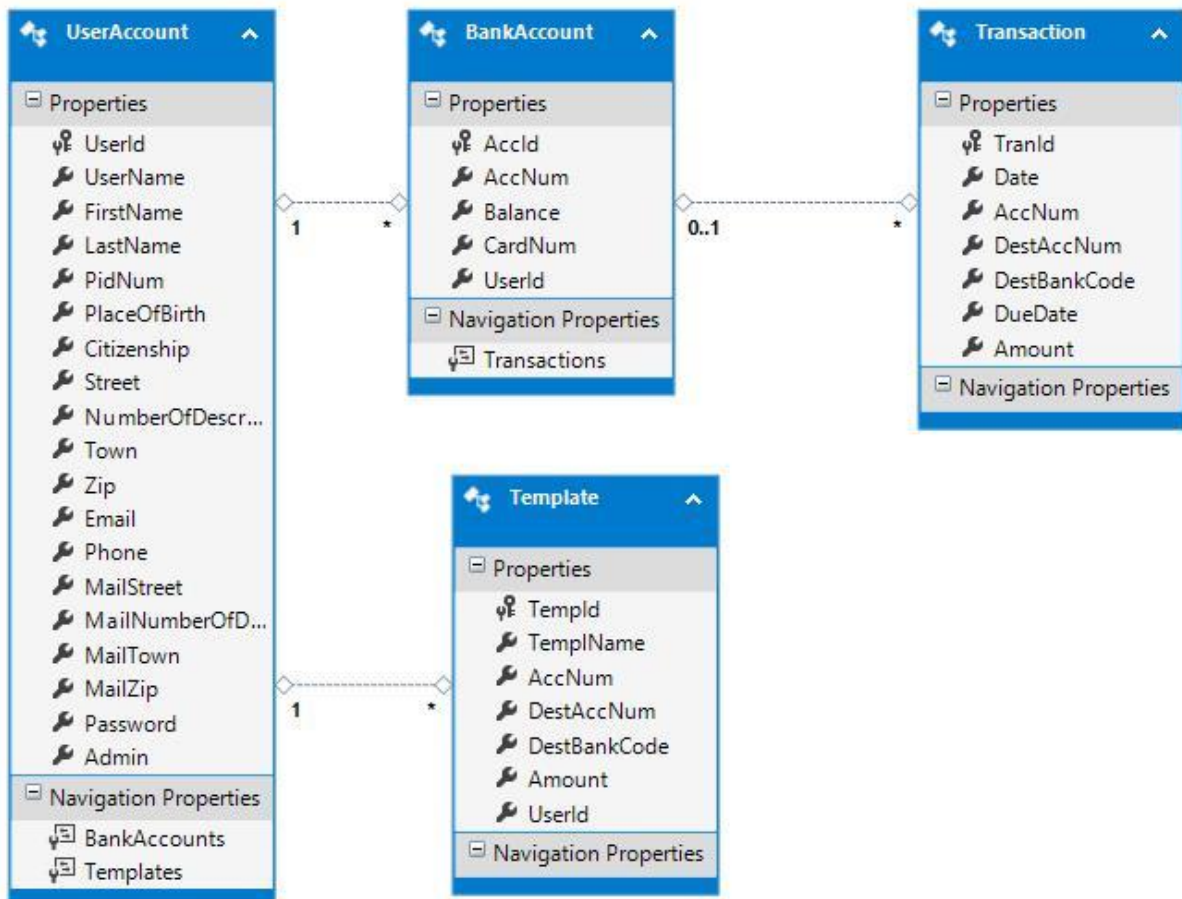 UserAccount
Properties
UserId
UserName
FirstName
LastName
PidNum
PlaceOfBirth
Citizenship
Street
NumberOfDescr...
Town
Zip
Email
Phone
MailStreet
MailNumberOfD...
MailTown
MailZip
Password
Admin
Navigation Properties
BankAccounts
Templates
1
*
1
*
BankAccount
Properties
AccId
AccNum
Balance
CardNum
UserId
Navigation Properties
Transactions
0..1
*
Transaction
Properties
TranId
Date
AccNum
DestAccNum
DestBankCode
DueDate
Amount
Navigation Properties
Template
Properties
TempId
TemplName
AccNum
DestAccNum
DestBankCode
Amount
UserId
Navigation Properties